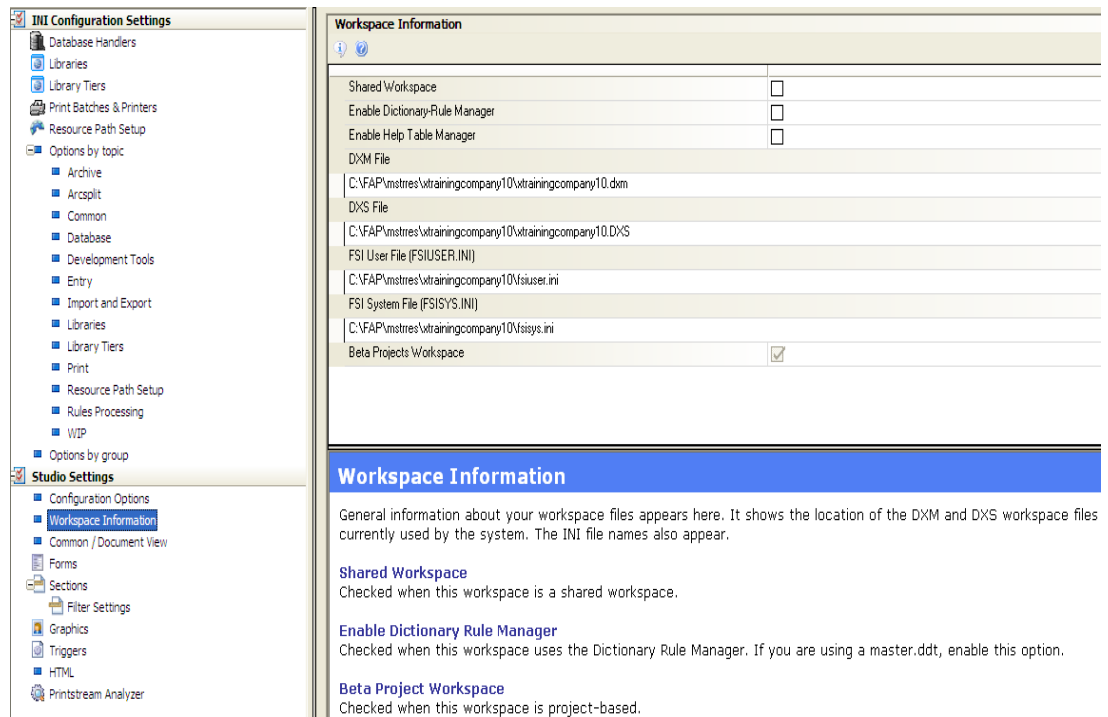 INI Configuration Settings
Database Handlers
Libraries
Library Tiers
Print Batches & Printers
Resource Path Setup
Options by topic
Archive
Arcsplit
Common
Database
Development Tools
Entry
Import and Export
Libraries
Library Tiers
Print
Resource Path Setup
Rules Processing
WIP
Options by group
Studio Settings
Configuration Options
Workspace Information
Common / Document View
Forms
Sections
Filter Settings
Graphics
Triggers
HTML
Printstream Analyzer
Workspace Information
Shared Workspace
Enable Dictionary-Rule Manager
Enable Help Table Manager
DXM File
C:\FAP\mstrres\xtrainingcompany10\xtrainingcompany10.dxm
DXS File
C:\FAP\mstrres\xtrainingcompany10\xtrainingcompany10.DXS
FSI User File (FSIUSER.INI)
C:\FAP\mstrres\xtrainingcompany10\fsiuser.ini
FSI System File (FSISYS.INI)
C:\FAP\mstrres\xtrainingcompany10\fsisys.ini
Beta Projects Workspace
Workspace Information
General information about your workspace files appears here. It shows the location of the DXM and DXS workspace files
currently used by the system. The INI file names also appear.
Shared Workspace
Checked when this workspace is a shared workspace.
Enable Dictionary Rule Manager
Checked when this workspace uses the Dictionary Rule Manager. If you are using a master.ddt, enable this option.
Beta Project Workspace
Checked when this workspace is project-based.